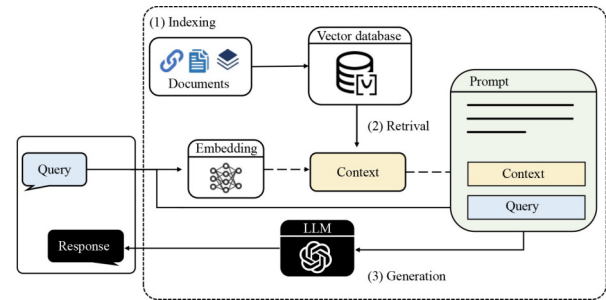 (1) Indexing
Documents
Vector database
(2) Retrival
Prompt
Context
Query
Query
Embedding
Context
Response
LLM
(3) Generation